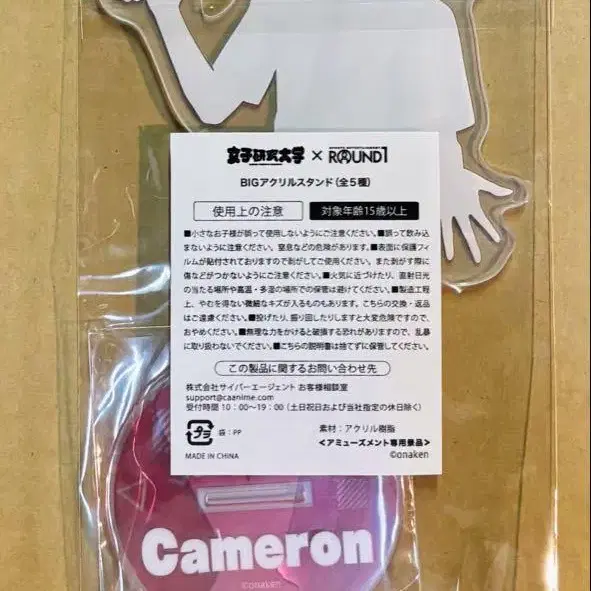 女子研究大学 × ROUND1
BIGアクリルスタンド（全5種）
使用上の注意
対象年齢15歳以上
■小さなお子様が誤って使用しないようにご注意ください。■誤って飲み込
まないように注意ください。窒息などの危険があります。■表面に保護フィ
ルムが貼付されておりますので剥がしてご使用ください。また剥がす際に
傷などがつかないようにご注意ください。■火気に近づけたり、直射日光
の当たる場所や高温・多湿の場所での保管は避けてください。■製造工程
上、やむを得ない微細なキズが入るものもあります。こちらの交換・返品
はご遠慮ください。■投げたり、振り回したりしますと大変危険ですので、
おやめください。■無理な力をかけると破損する恐れがありますので、乱暴
に取り扱わないでください。■こちらの説明書は捨てずに保管してください。
この製品に関するお問い合わせ先
株式会社サイバーエージェント お客様相談室
support@caanime.com
受付時間 10：00～19：00（土日祝日および当社指定の休日除く）
プラ
袋：PP
素材：アクリル樹脂
MADE IN CHINA
＜アミューズメント専用景品＞
©onaken
Cameron
©onaken